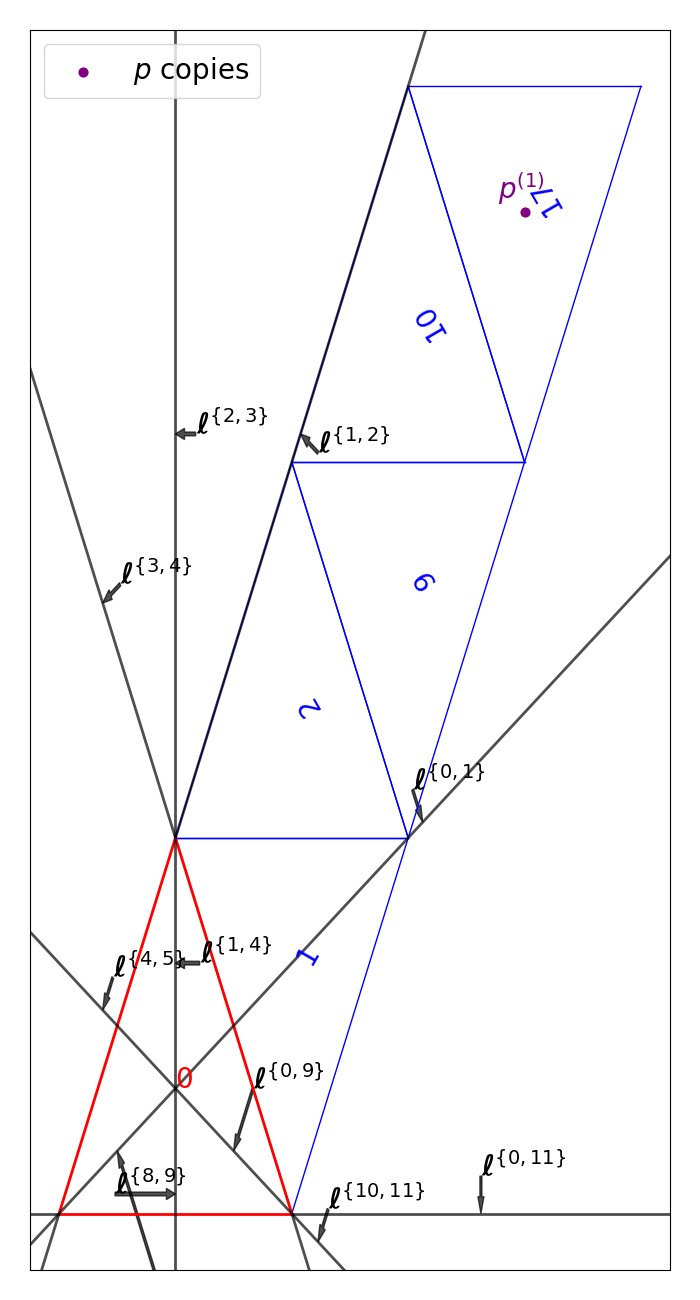 p copies
p^{(1)}
17
10
ℓ^{\{2,3\}}
ℓ^{\{1,2\}}
ℓ^{\{3,4\}}
9
2
ℓ^{\{0,1\}}
ℓ^{\{1,4\}}
ℓ^{\{4,5\}}
1
0
ℓ^{\{0,9\}}
ℓ^{\{8,9\}}
ℓ^{\{0,11\}}
ℓ^{\{10,11\}}